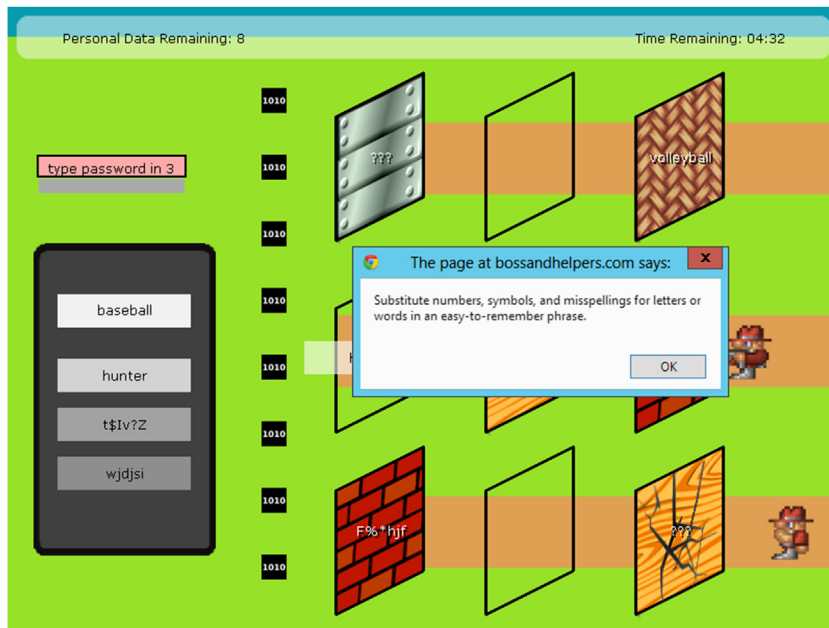 Personal Data Remaining: 8
Time Remaining: 04:32
1010
???
volleyball
1010
type password in 3
1010
The page at bossandhelpers.com says:
x
Substitute numbers, symbols, and misspellings for letters or
words in an easy-to-remember phrase.
OK
1010
baseball
1010
hunter
t$Iv?Z
1010
wjdjsi
1010
F%*hjf
???
1010